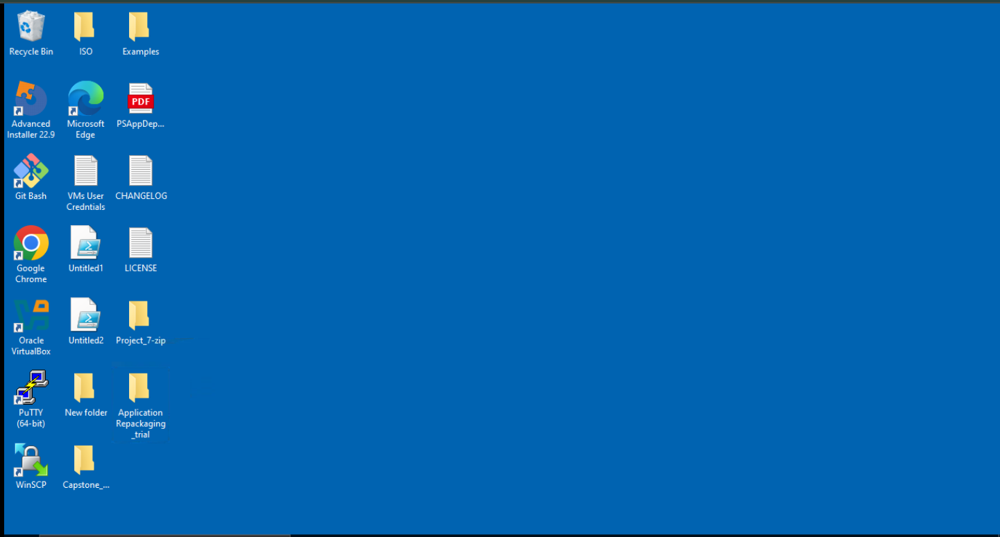 Recycle Bin
ISO
Examples
Advanced
Installer 22.9
Microsoft
Edge
PDF
PSAppDep...
Git Bash
VMs User
Credntials
CHANGELOG
Google
Chrome
Untitled1
LICENSE
Oracle
VirtualBox
Untitled2
Project_7-zip
PuTTY
(64-bit)
New folder
Application
Repackaging
_trial
WinSCP
Capstone_...